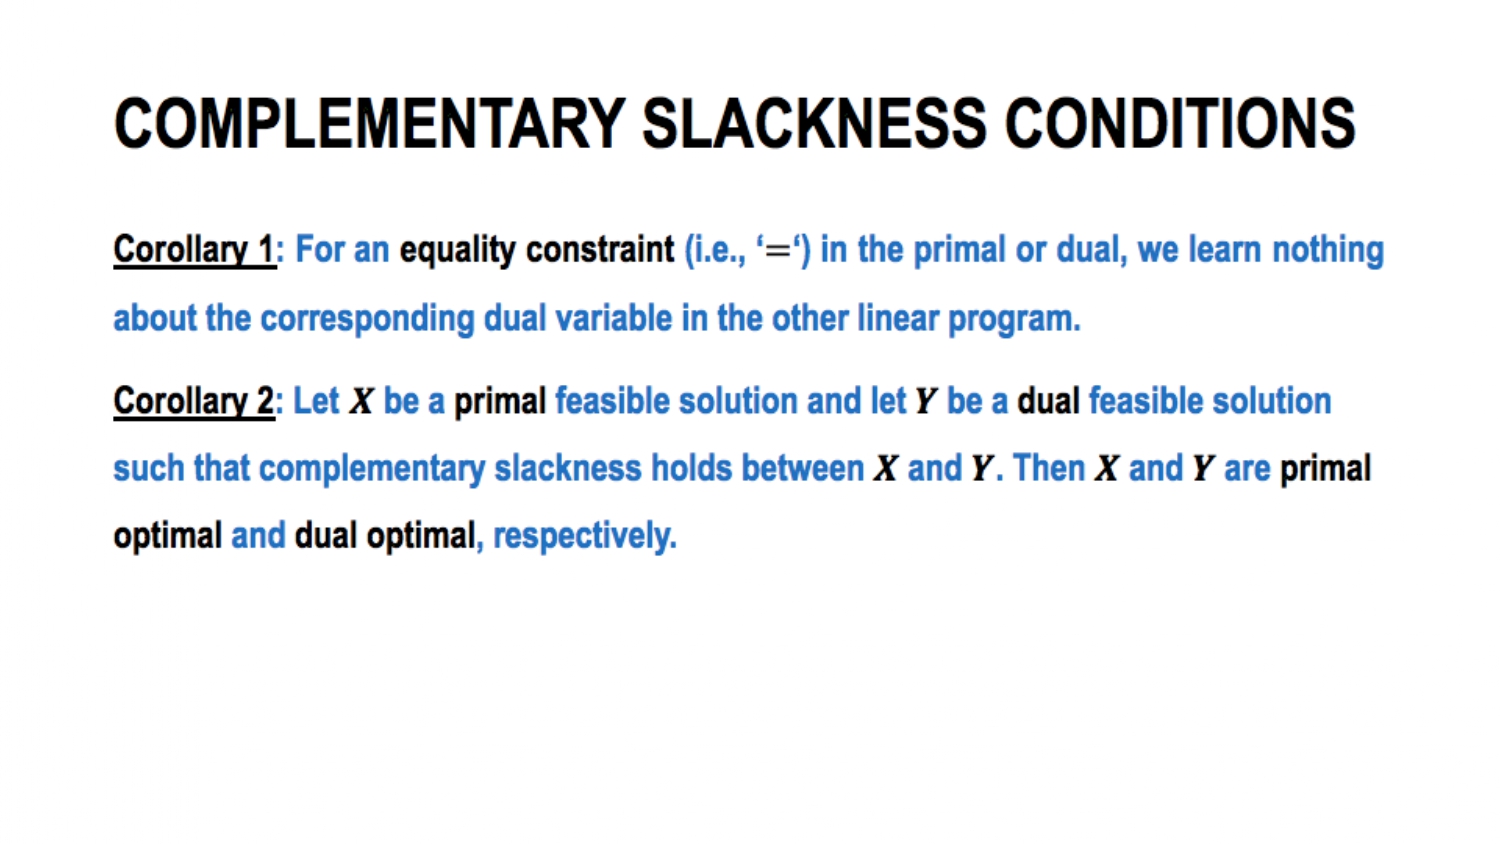 COMPLEMENTARY SLACKNESS CONDITIONS
Corollary 1: For an equality constraint (i.e., ‘=‘) in the primal or dual, we learn nothing
about the corresponding dual variable in the other linear program.
Corollary 2: Let X be a primal feasible solution and let Y be a dual feasible solution
such that complementary slackness holds between X and Y. Then X and Y are primal
optimal and dual optimal, respectively.